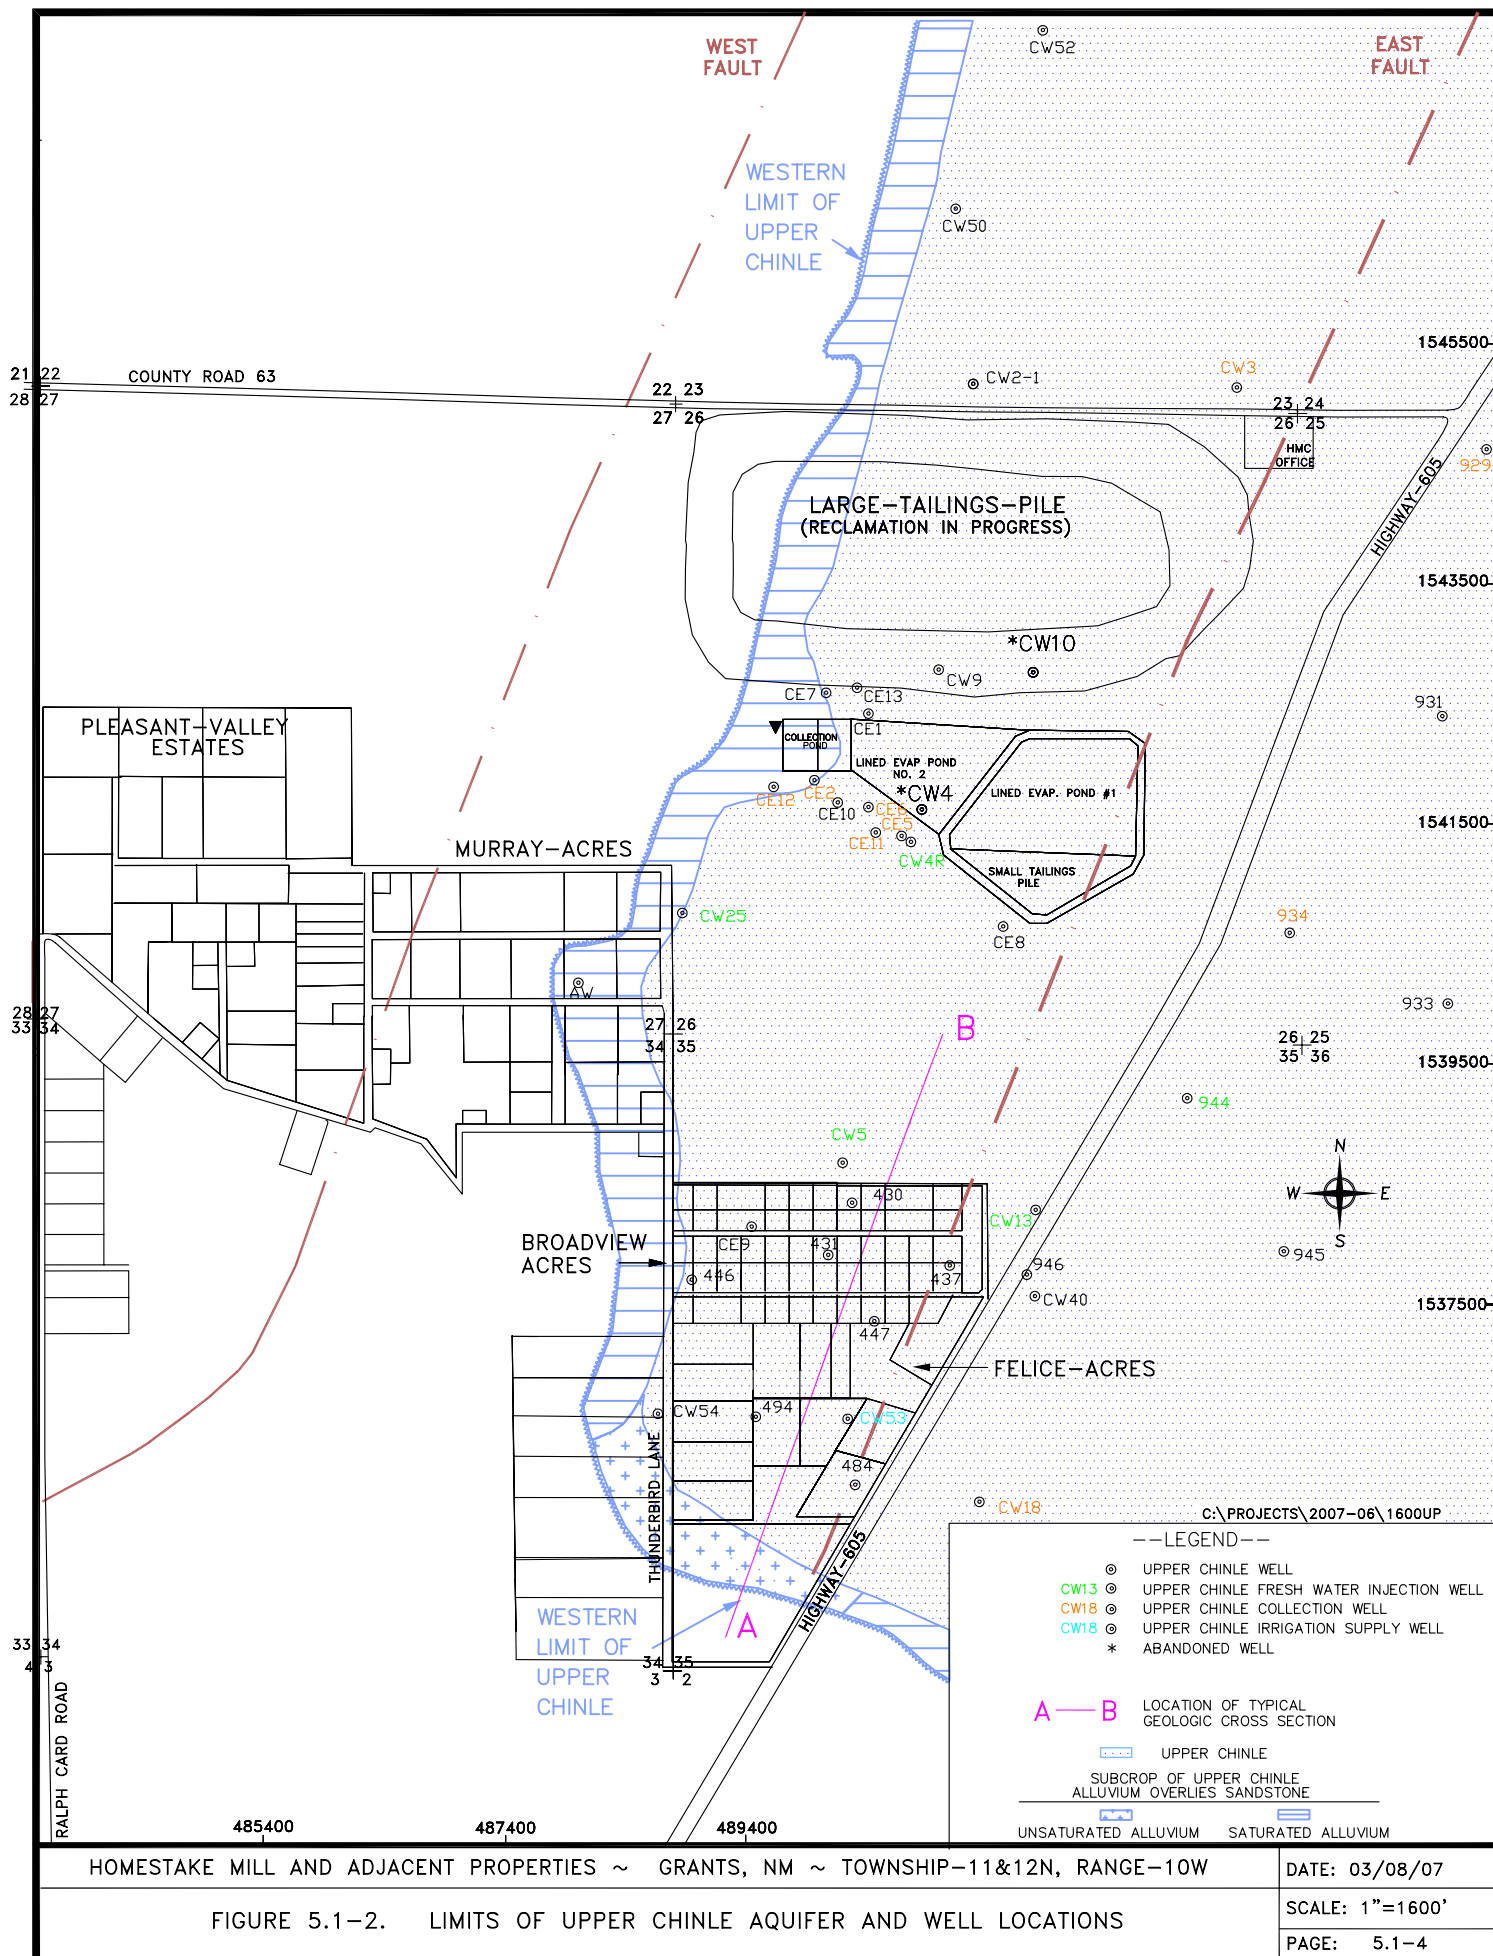 WEST
FAULT
EAST
FAULT
CW52
WESTERN
LIMIT OF
UPPER
CHINLE
CW50
1545500
21 22
28 27
COUNTY ROAD 63
22 23
27 26
CW2-1
CW3
23 24
26 25
HMC
OFFICE
929
HIGHWAY-605
LARGE-TAILINGS-PILE
(RECLAMATION IN PROGRESS)
1543500
*CW10
CW9
CE7
CE13
CE1
931
PLEASANT-VALLEY
ESTATES
COLLECTION
POND
LINED EVAP POND
NO. 2
*CW4
LINED EVAP. POND #1
CE12
CE2
CE10
CE6
CE5
CE11
CW4R
1541500
MURRAY-ACRES
SMALL TAILINGS
PILE
CW25
CE8
934
AW
933
28 27
33 34
27 26
34 35
B
26 25
35 36
1539500
944
CW5
N
W E
S
430
CW13
CE9
431
BROADVIEW
ACRES
446
437
946
945
CW40
1537500
447
FELICE-ACRES
CW54
494
CW53
THUNDERBIRD LANE
484
CW18
C:\PROJECTS\2007-06\1600UP
HIGHWAY-605
--LEGEND--
UPPER CHINLE WELL
CW13 UPPER CHINLE FRESH WATER INJECTION WELL
CW18 UPPER CHINLE COLLECTION WELL
CW18 UPPER CHINLE IRRIGATION SUPPLY WELL
* ABANDONED WELL
WESTERN
LIMIT OF
UPPER
CHINLE
A
33 34
4 3
34 35
3 2
RALPH CARD ROAD
A B LOCATION OF TYPICAL
GEOLOGIC CROSS SECTION
UPPER CHINLE
SUBCROP OF UPPER CHINLE
ALLUVIUM OVERLIES SANDSTONE
UNSATURATED ALLUVIUM SATURATED ALLUVIUM
485400 487400 489400
HOMESTAKE MILL AND ADJACENT PROPERTIES ~ GRANTS, NM ~ TOWNSHIP-11&12N, RANGE-10W
DATE: 03/08/07
FIGURE 5.1-2. LIMITS OF UPPER CHINLE AQUIFER AND WELL LOCATIONS
SCALE: 1"=1600'
PAGE: 5.1-4